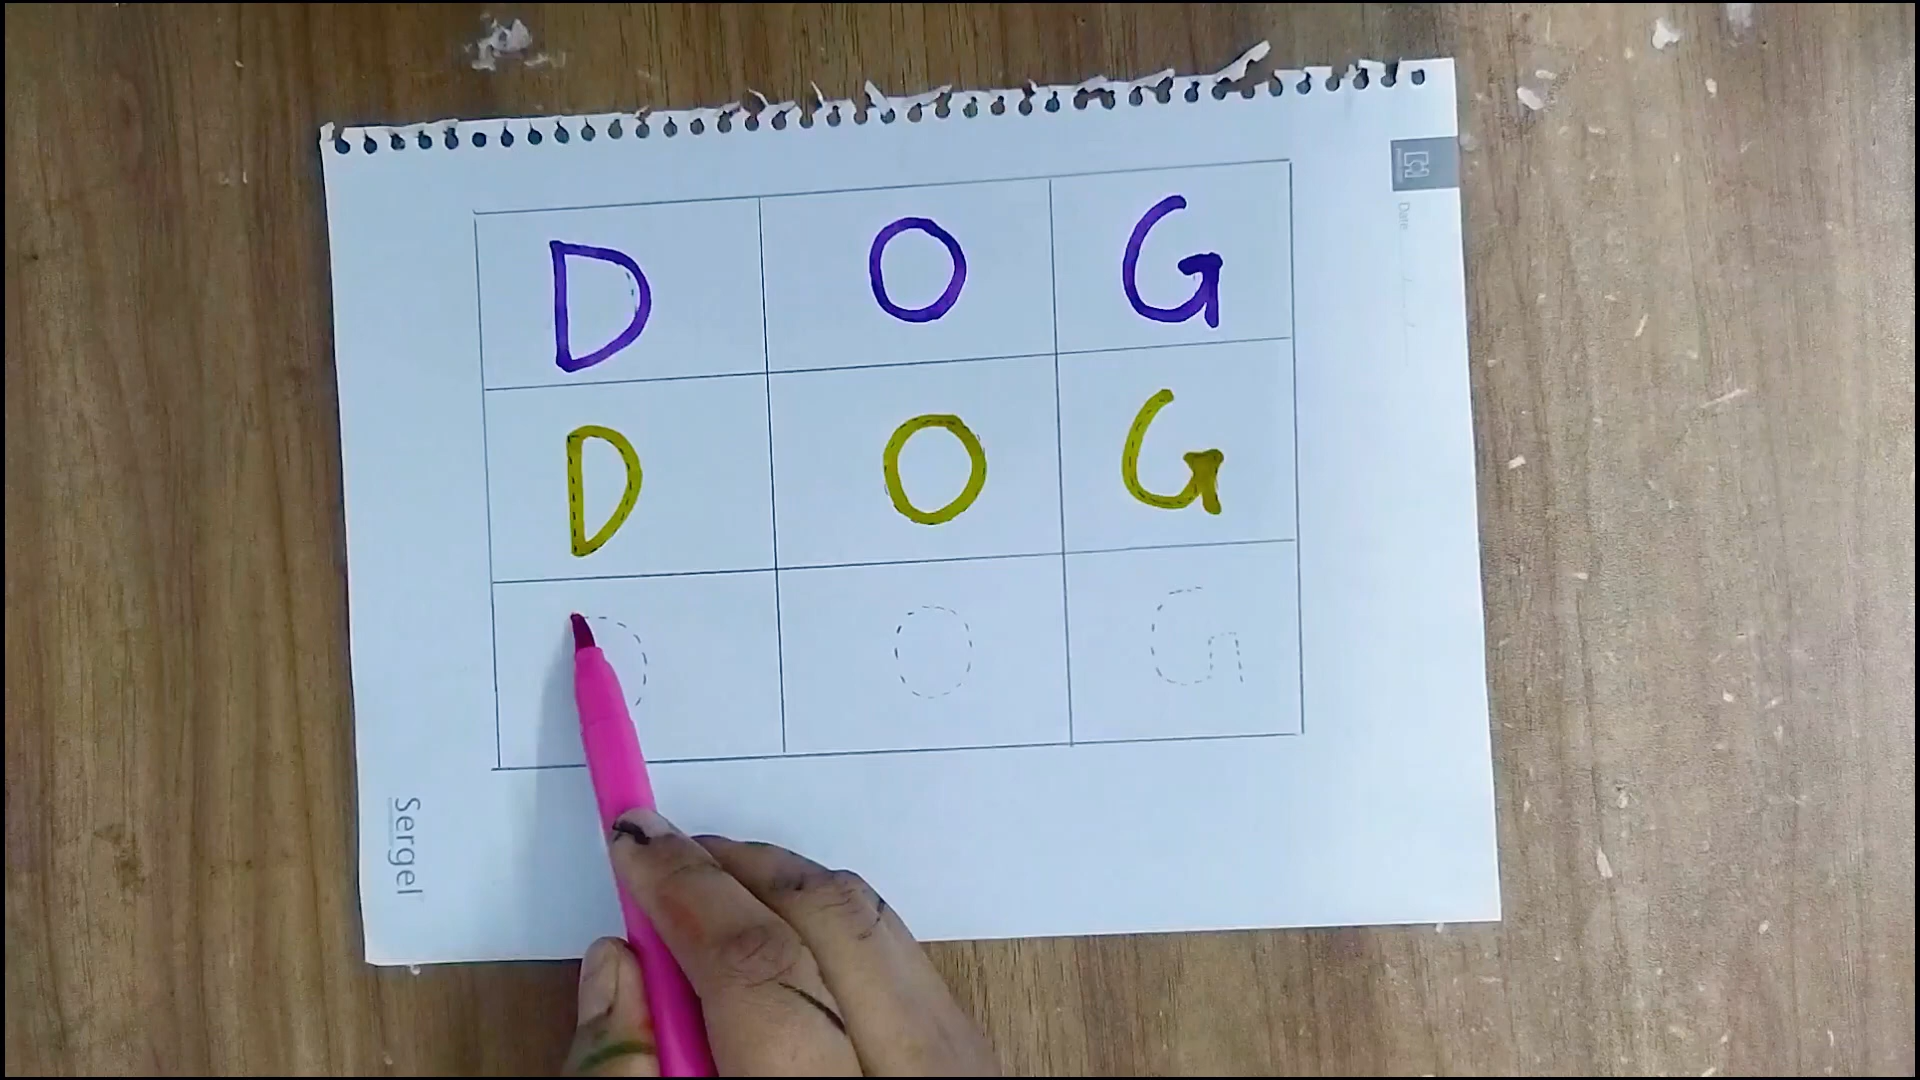 D O G
D O G
D O G
Date
Sergel